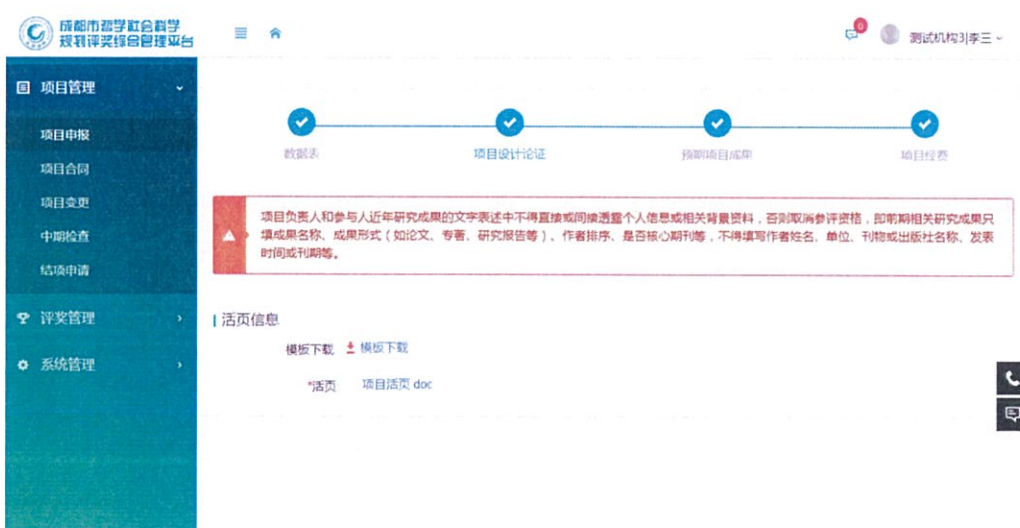 成都市哲学社会科学
规划评奖综合管理平台
0
测试机构3|李三
项目管理
项目申报
项目合同
项目变更
中期检查
结项申请
评奖管理
系统管理
数据表
项目设计论证
预期项目成果
项目经费
项目负责人和参与人近年研究成果的文字表述中不得直接或间接透露个人信息或相关背景资料，否则取消参评资格，即前期相关研究成果只
填成果名称、成果形式（如论文、专著、研究报告等）、作者排序、是否核心期刊等，不得填写作者姓名、单位、刊物或出版社名称、发表
时间或刊期等。
活页信息
模板下载 模板下载
*活页 项目活页 doc